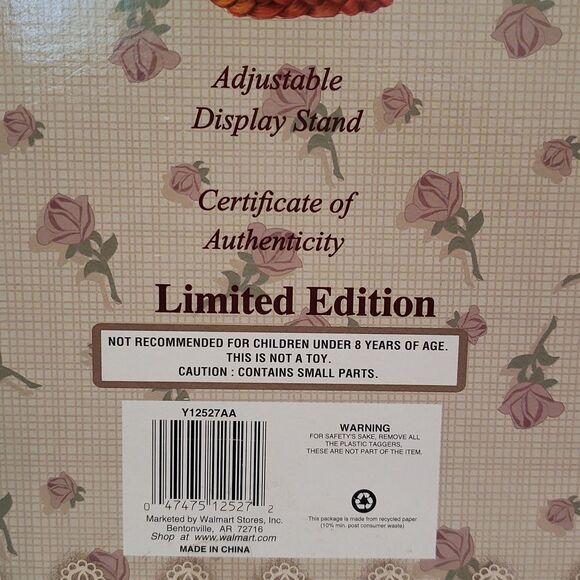 Adjustable
Display Stand
Certificate of
Authenticity
Limited Edition
NOT RECOMMENDED FOR CHILDREN UNDER 8 YEARS OF AGE.
THIS IS NOT A TOY.
CAUTION : CONTAINS SMALL PARTS.
Y12527AA
0 47475 12527 2
Marketed by Walmart Stores, Inc.
Bentonville, AR 72716
Shop at www.walmart.com
MADE IN CHINA
WARNING
FOR SAFETY'S SAKE, REMOVE ALL
THE PLASTIC TAGGERS,
THESE ARE NOT PART OF THE ITEM.
This package is made from recycled paper
(10% min. post consumer waste)